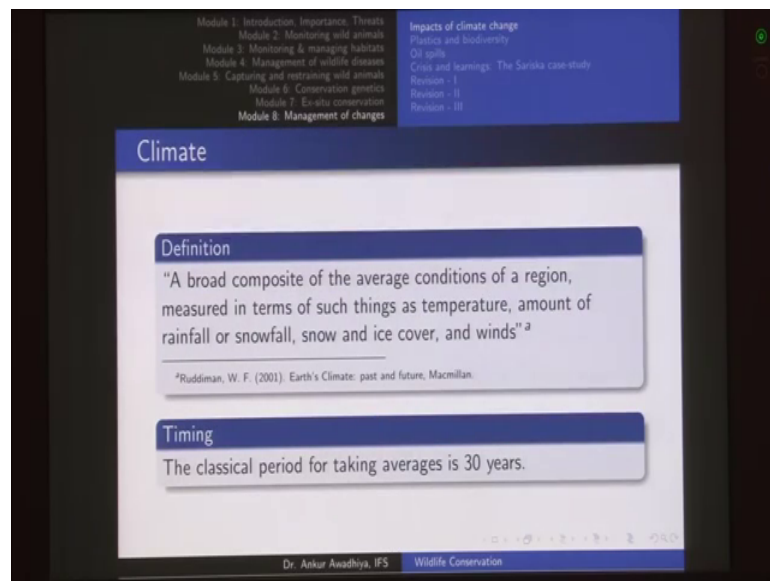 Module 1: Introduction, Importance, Threats
Module 2: Monitoring wild animals
Module 3: Monitoring & managing habitats
Module 4: Management of wildlife diseases
Module 5: Capturing and restraining wild animals
Module 6: Conservation genetics
Module 7: Ex-situ conservation
Module 8: Management of changes
Impacts of climate change
Plastics and biodiversity
Oil spills
Crisis and learnings: The Sariska case-study
Revision - I
Revision - II
Revision - III
Climate
Definition
“A broad composite of the average conditions of a region,
measured in terms of such things as temperature, amount of
rainfall or snowfall, snow and ice cover, and winds” a
aRuddiman, W. F. (2001). Earth's Climate: past and future, Macmillan.
Timing
The classical period for taking averages is 30 years.
Dr. Ankur Awadhiya, IFS
Wildlife Conservation